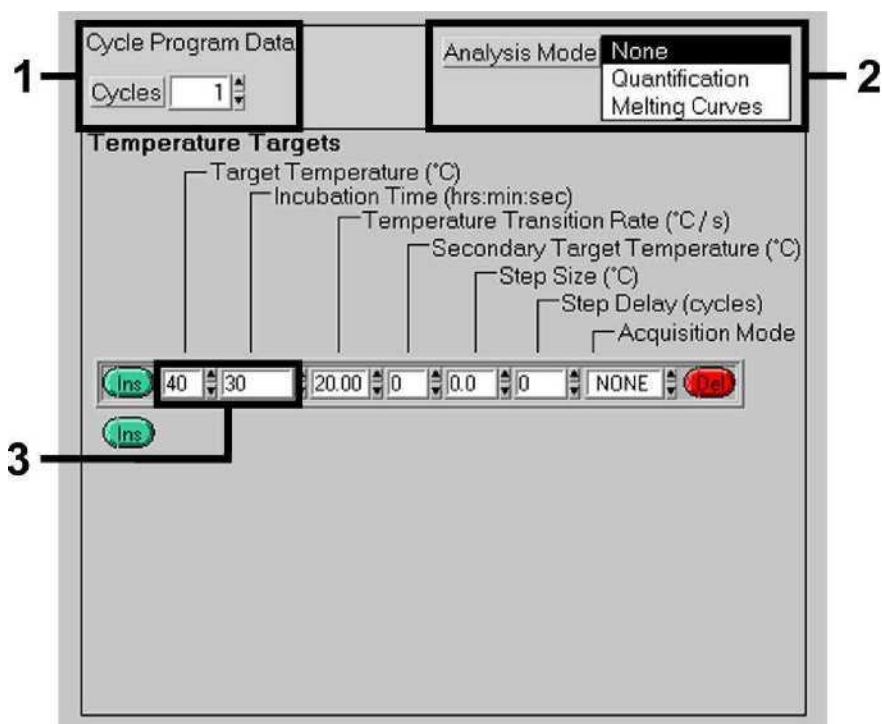 Cycle Program Data
Analysis Mode None
Quantification
Melting Curves
1
Cycles 1
2
Temperature Targets
Target Temperature (°C)
Incubation Time (hrs:min:sec)
Temperature Transition Rate (°C / s)
Secondary Target Temperature (°C)
Step Size (°C)
Step Delay (cycles)
Acquisition Mode
Ins 40 30 20.00 0 0.0 0 NONE Del
Ins
3